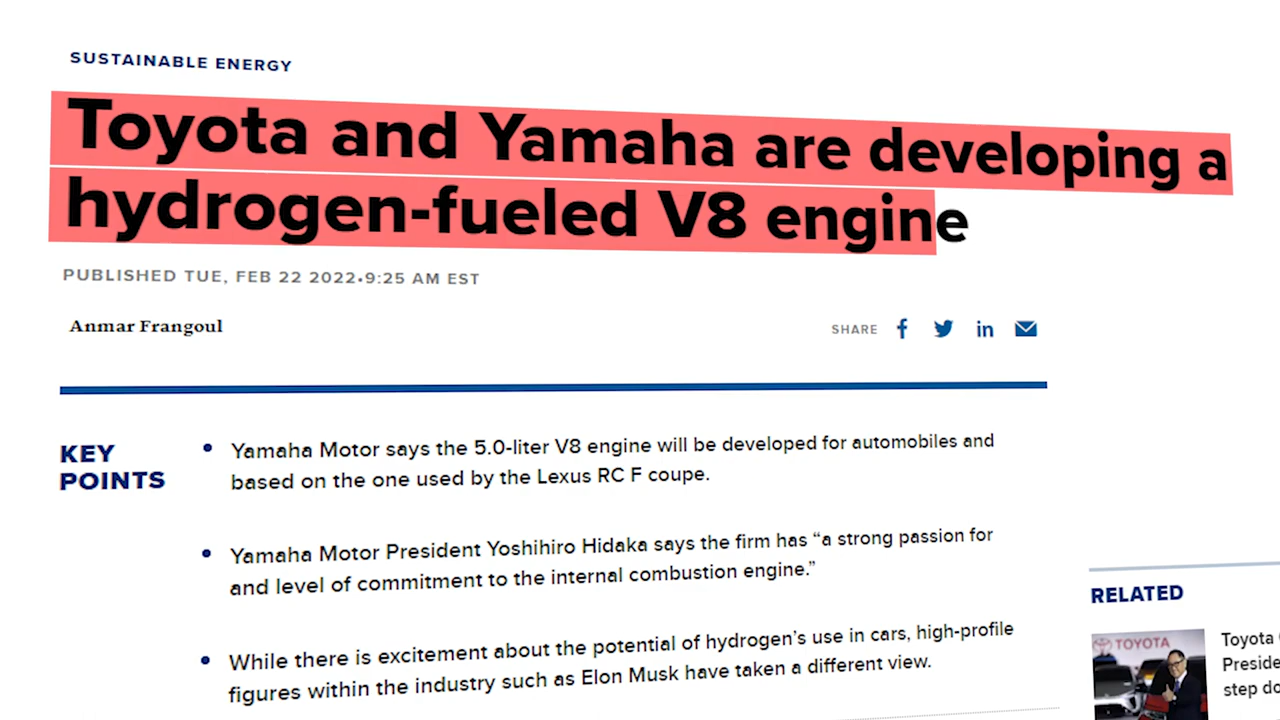 SUSTAINABLE ENERGY
Toyota and Yamaha are developing a
hydrogen-fueled V8 engine
PUBLISHED TUE, FEB 22 2022•9:25 AM EST
Anmar Frangoul
SHARE
KEY
POINTS
Yamaha Motor says the 5.0-liter V8 engine will be developed for automobiles and
based on the one used by the Lexus RC F coupe.
Yamaha Motor President Yoshihiro Hidaka says the firm has “a strong passion for
and level of commitment to the internal combustion engine.”
While there is excitement about the potential of hydrogen’s use in cars, high-profile
figures within the industry such as Elon Musk have taken a different view.
RELATED
TOYOTA
Toyota
Preside
step do